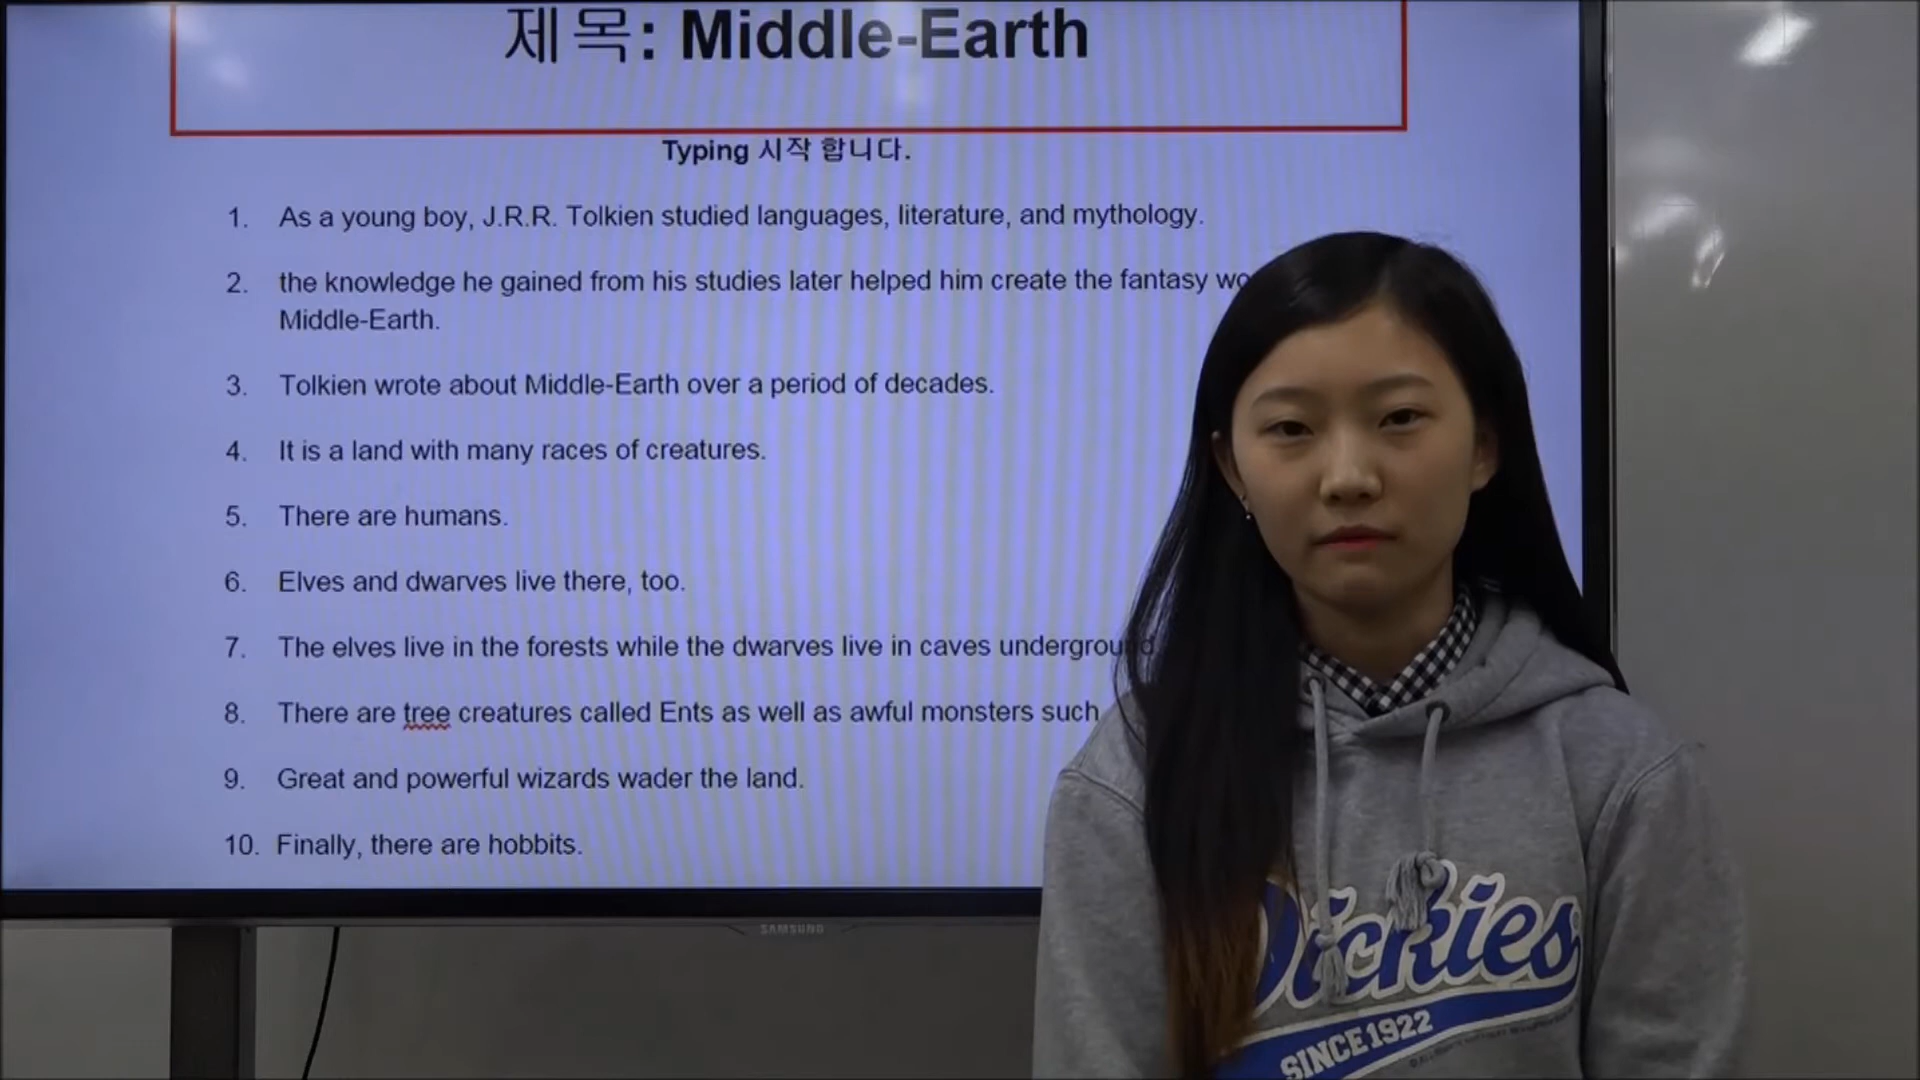 제목: Middle-Earth
Typing 시작 합니다.
1. As a young boy, J.R.R. Tolkien studied languages, literature, and mythology.
2. the knowledge he gained from his studies later helped him create the fantasy
Middle-Earth.
3. Tolkien wrote about Middle-Earth over a period of decades.
4. It is a land with many races of creatures.
5. There are humans.
6. Elves and dwarves live there, too.
7. The elves live in the forests while the dwarves live in caves underground
8. There are tree creatures called Ents as well as awful monsters such
9. Great and powerful wizards wader the land.
10. Finally, there are hobbits.
SAMSUNG
Dickies
SINCE 1922